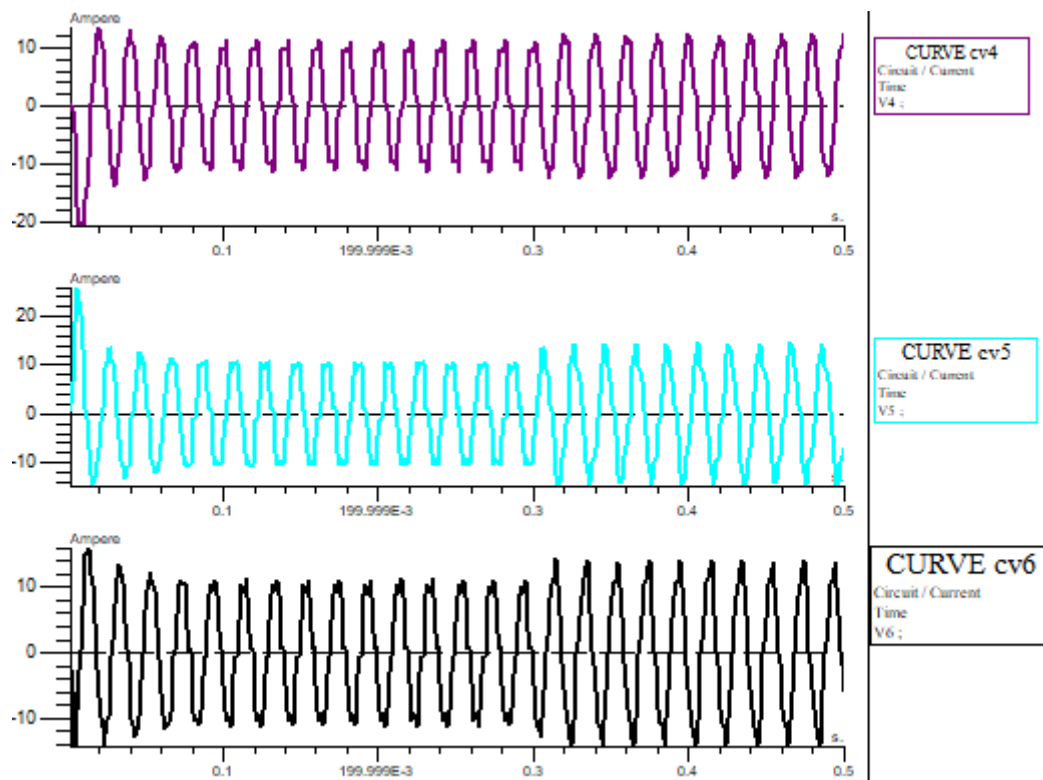 Ampere
10
0
-10
-20
s.
0.1
199.999E-3
0.3
0.4
0.5
CURVE cv4
Circuit / Current
Time
V4 ;
Ampere
20
10
0
-10
s.
0.1
199.999E-3
0.3
0.4
0.5
CURVE cv5
Circuit / Current
Time
V5 ;
Ampere
10
0
-10
s.
0.1
199.999E-3
0.3
0.4
0.5
CURVE cv6
Circuit / Current
Time
V6 ;